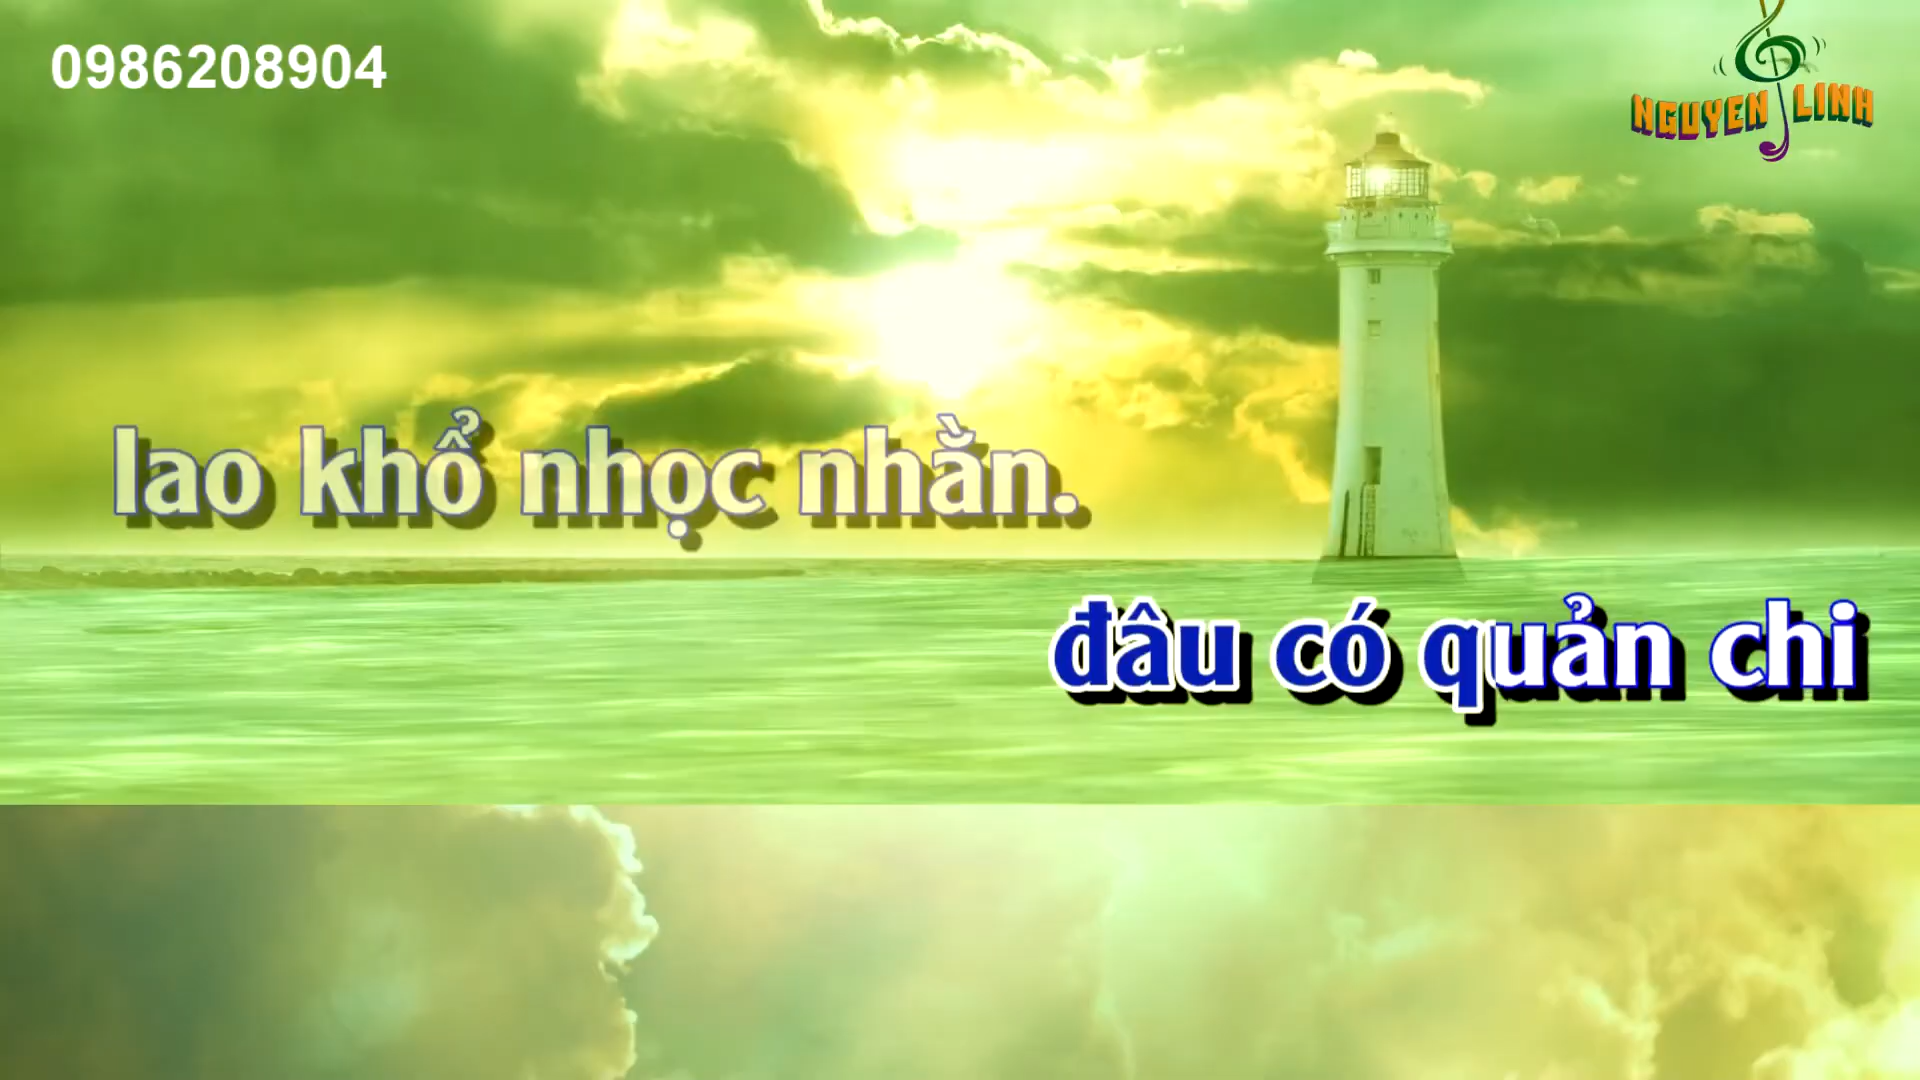 0986208904
NGUYEN LINH
lao khổ nhọc nhằn.
đâu có quản chi